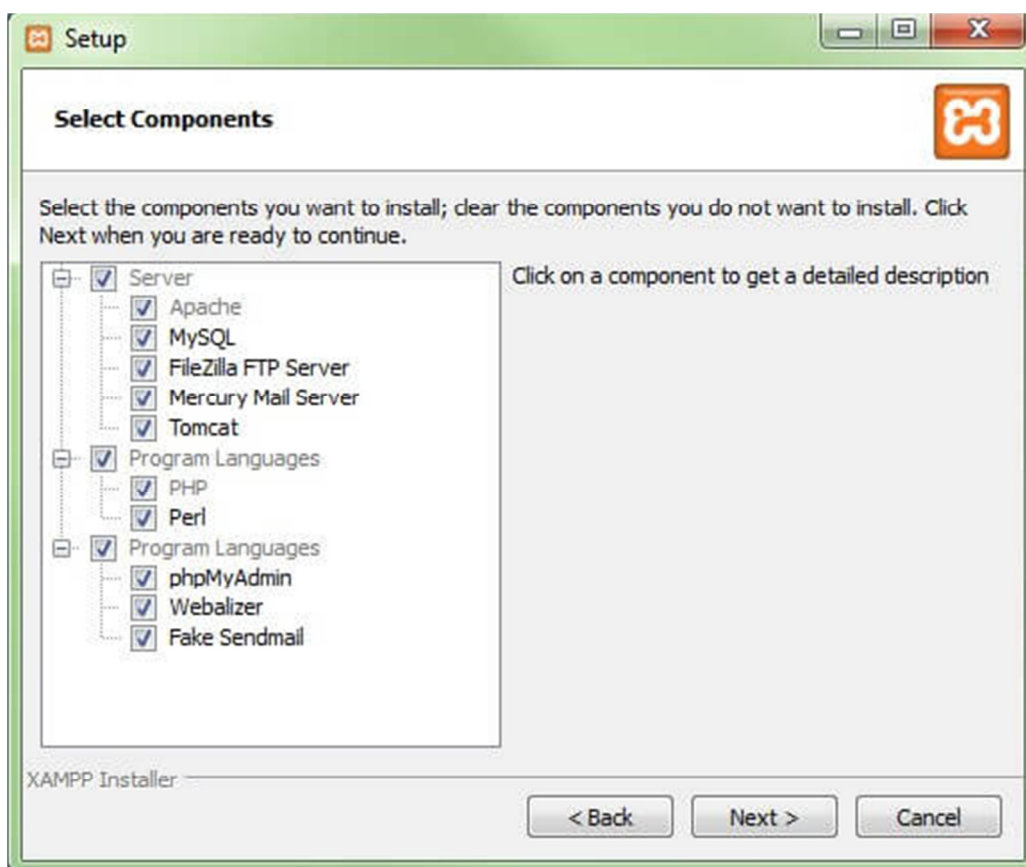 Setup
Select Components
Select the components you want to install; clear the components you do not want to install. Click
Next when you are ready to continue.
Server
Apache
MySQL
FileZilla FTP Server
Mercury Mail Server
Tomcat
Program Languages
PHP
Perl
Program Languages
phpMyAdmin
Webalizer
Fake Sendmail
Click on a component to get a detailed description
XAMPP Installer
< Back
Next >
Cancel